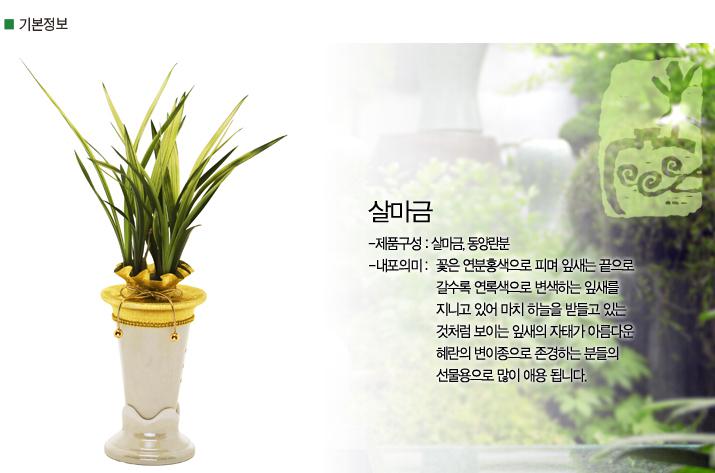 기본정보
살마금
-제품구성 : 살마금, 동양란분
-내포의미 : 꽃은 연분홍색으로 피며 잎새는 끝으로
갈수록 연록색으로 변색하는 잎새를
지니고 있어 마치 하늘을 받들고 있는
것처럼 보이는 잎새의 자태가 아름다운
혜란의 변이종으로 존경하는 분들의
선물용으로 많이 애용 됩니다.